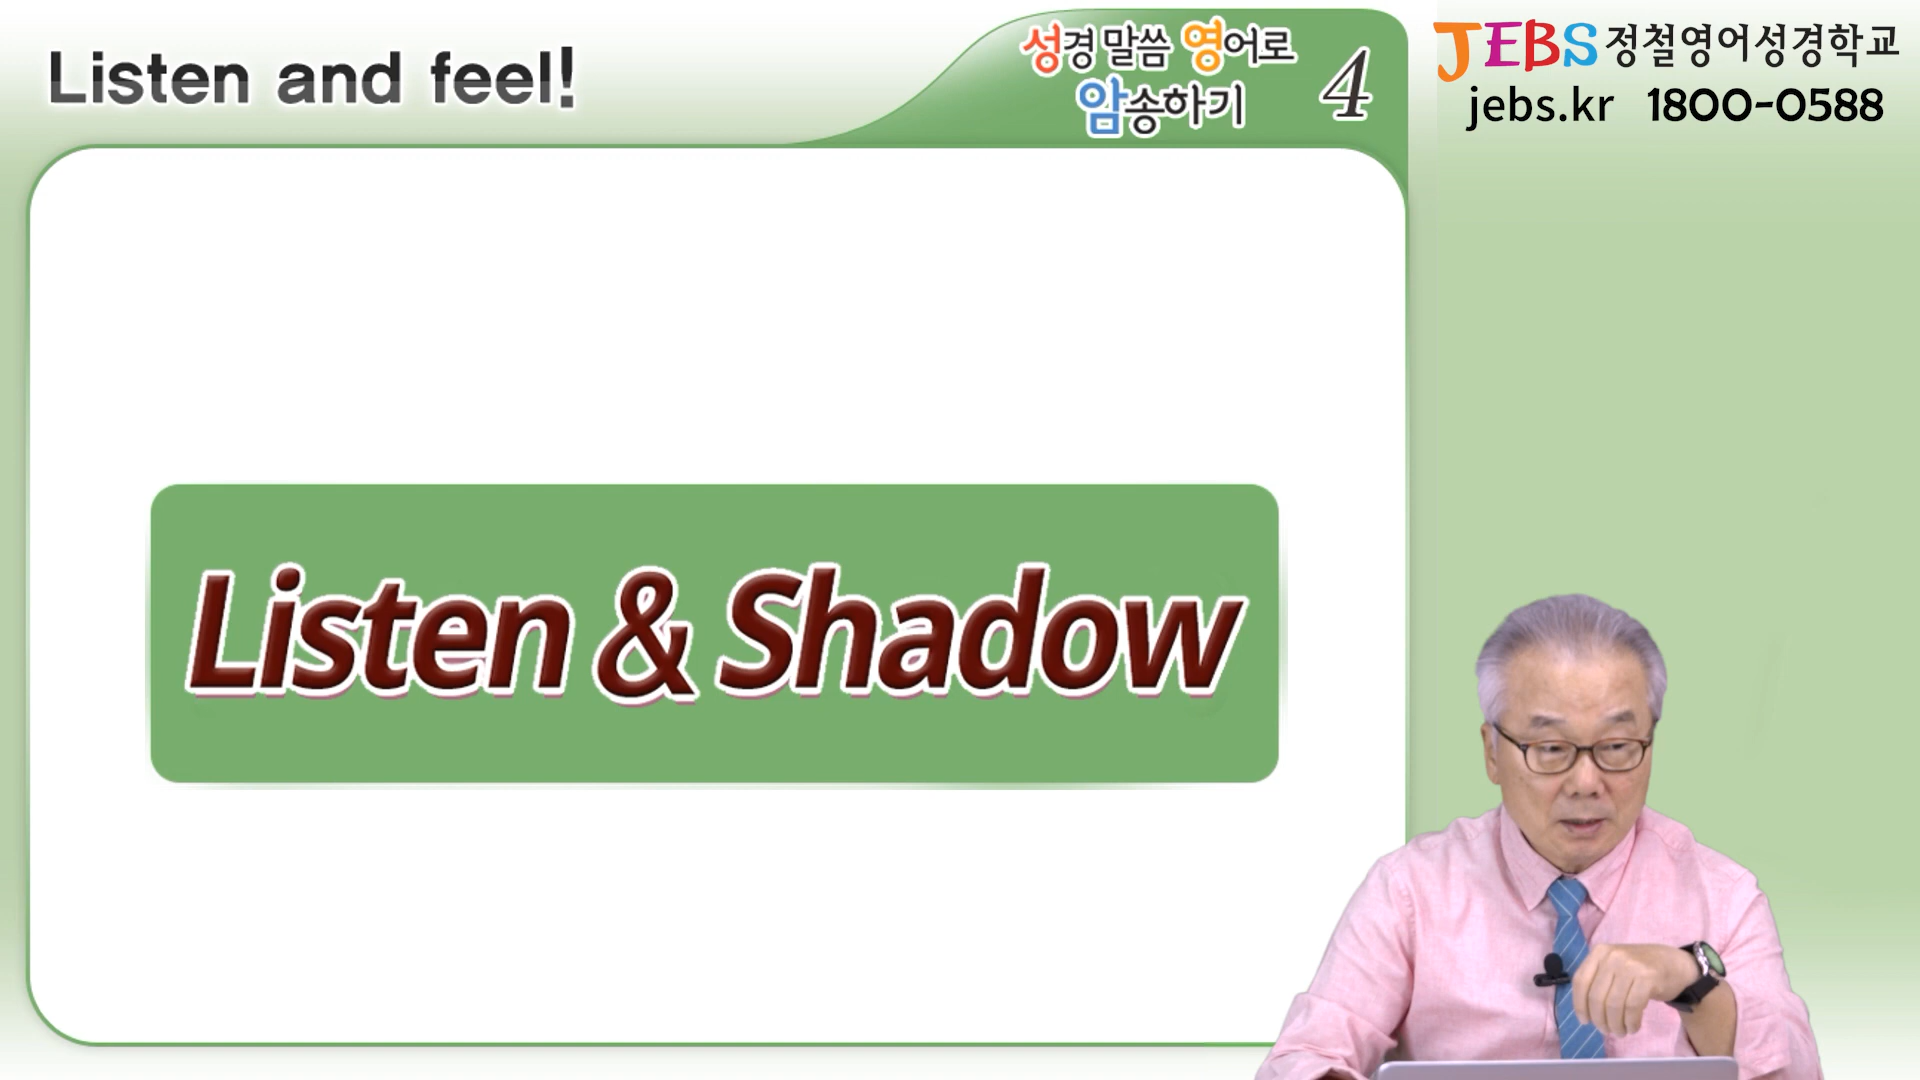 Listen and feel!
성경 말씀 영어로
암송하기
4
JEBS 정철영어성경학교
jebs.kr 1800-0588
Listen & Shadow